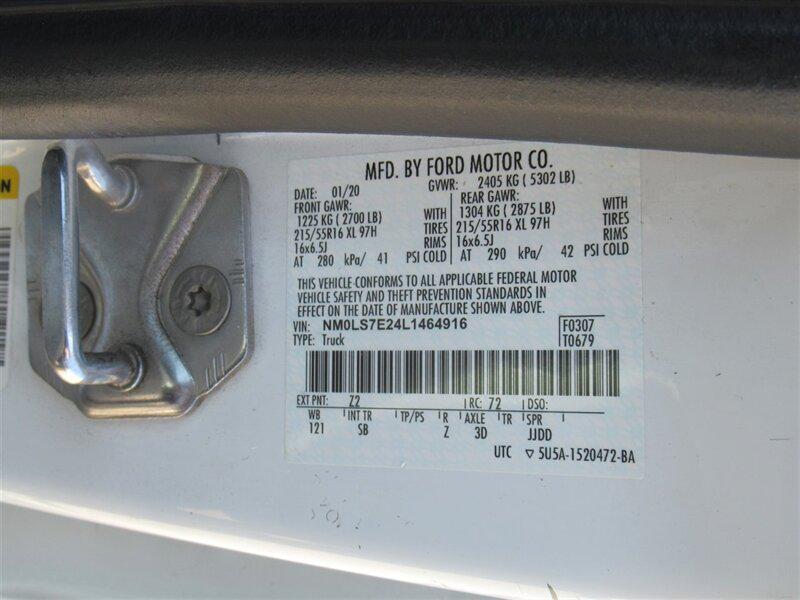 N
MFD. BY FORD MOTOR CO.
DATE: 01/20 GVWR: 2405 KG ( 5302 LB)
FRONT GAWR: REAR GAWR:
1225 KG ( 2700 LB) WITH 1304 KG ( 2875 LB) WITH
215/55R16 XL 97H TIRES 215/55R16 XL 97H TIRES
16x6.5J RIMS 16x6.5J RIMS
AT 280 kPa/ 41 PSI COLD AT 290 kPa/ 42 PSI COLD
THIS VEHICLE CONFORMS TO ALL APPLICABLE FEDERAL MOTOR
VEHICLE SAFETY AND THEFT PREVENTION STANDARDS IN
EFFECT ON THE DATE OF MANUFACTURE SHOWN ABOVE.
VIN: NM0LS7E24L1464916 F0307
TYPE: Truck T0679
EXT PNT: Z2 RC: 72 DSO:
WB INT TR TP/PS R AXLE TR SPR
121 SB Z 3D JJDD
UTC ▽ 5U5A-1520472-BA